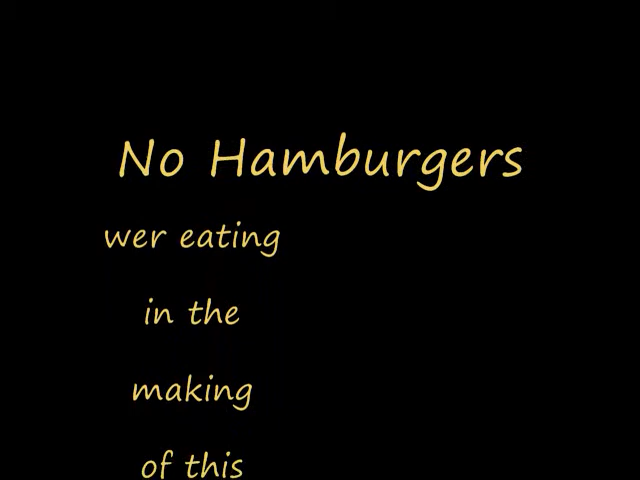 No Hamburgers
wer eating
in the
making
of this